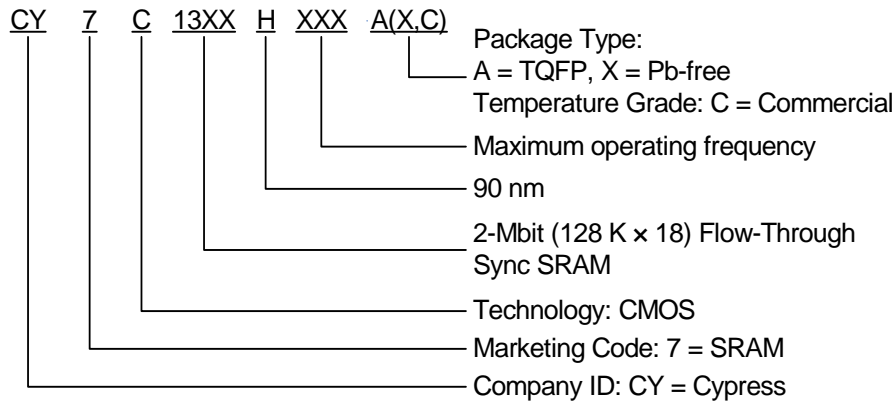 CY 7 C 13XX H XXX A(X,C)
Package Type:
A = TQFP, X = Pb-free
Temperature Grade: C = Commercial
Maximum operating frequency
90 nm
2-Mbit (128 K × 18) Flow-Through
Sync SRAM
Technology: CMOS
Marketing Code: 7 = SRAM
Company ID: CY = Cypress